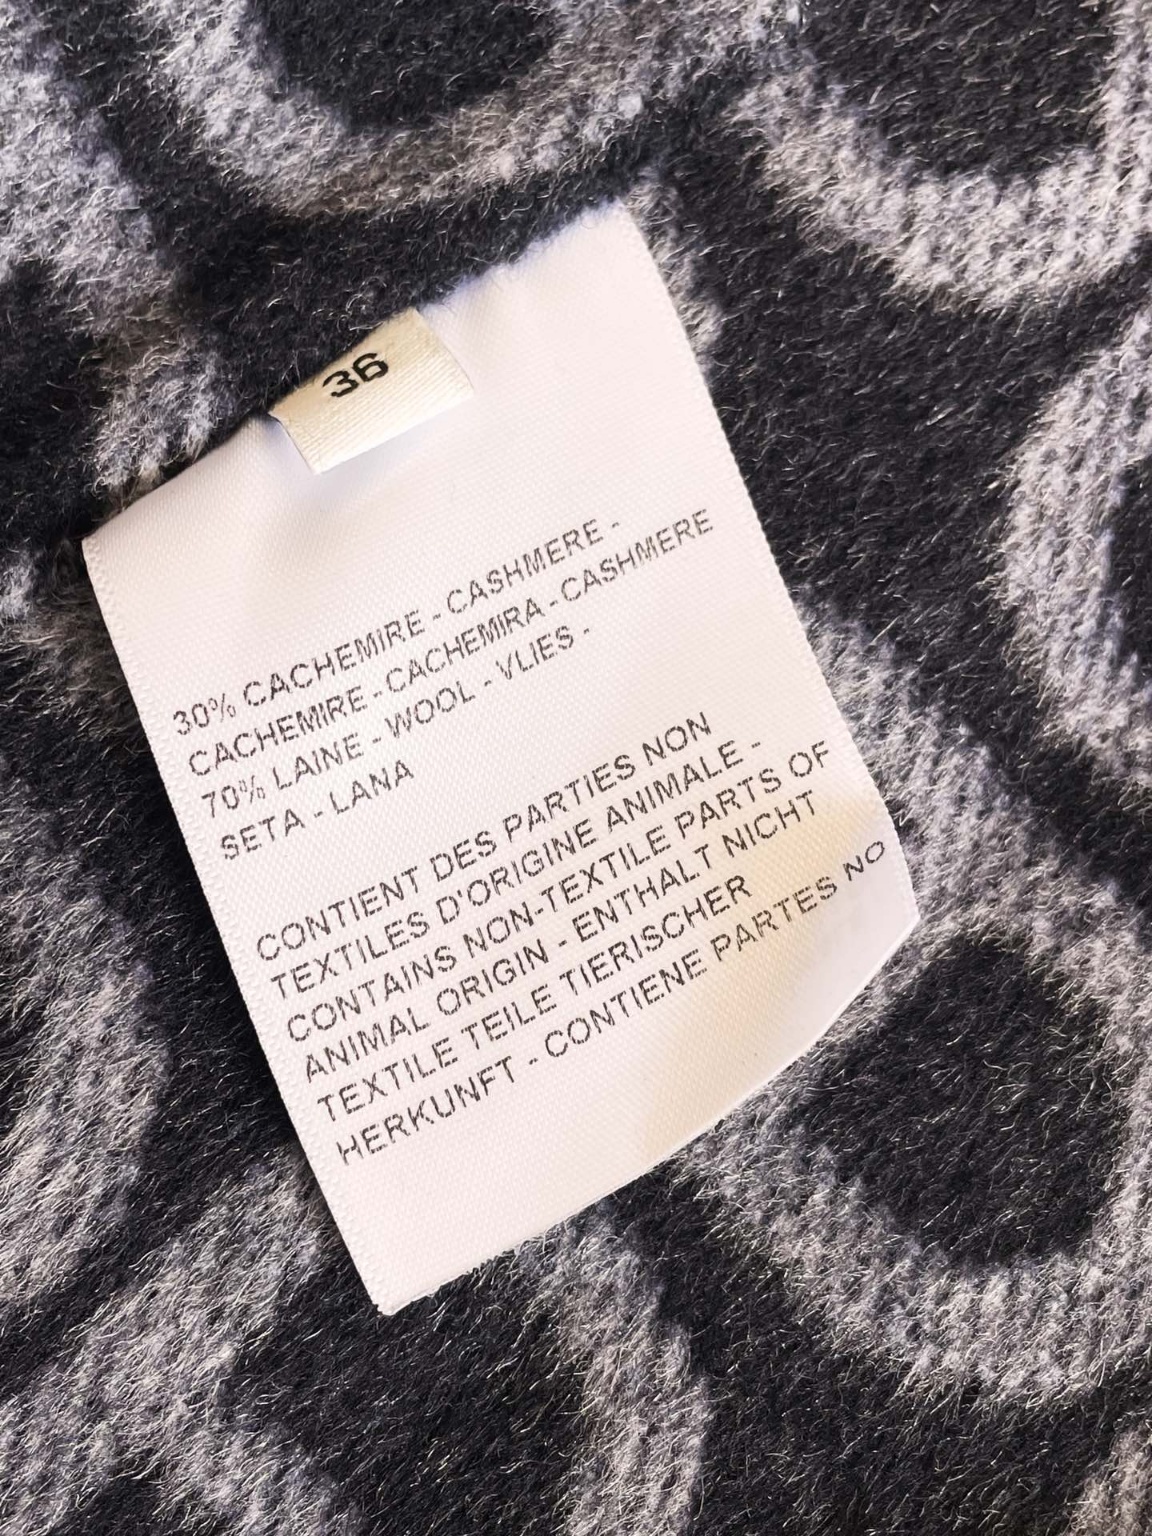 36
30% CACHEMIRE - CASHMERE -
CACHEMIRE - CACHEMIRA - CASHMERE
70% LAINE - WOOL - VLIES -
SETA - LANA
CONTIENT DES PARTIES NON
TEXTILES D'ORIGINE ANIMALE -
CONTAINS NON-TEXTILE PARTS OF
ANIMAL ORIGIN - ENTHALT NICHT
TEXTILE TEILE TIERISCHER
HERKUNFT - CONTIENE PARTES NO